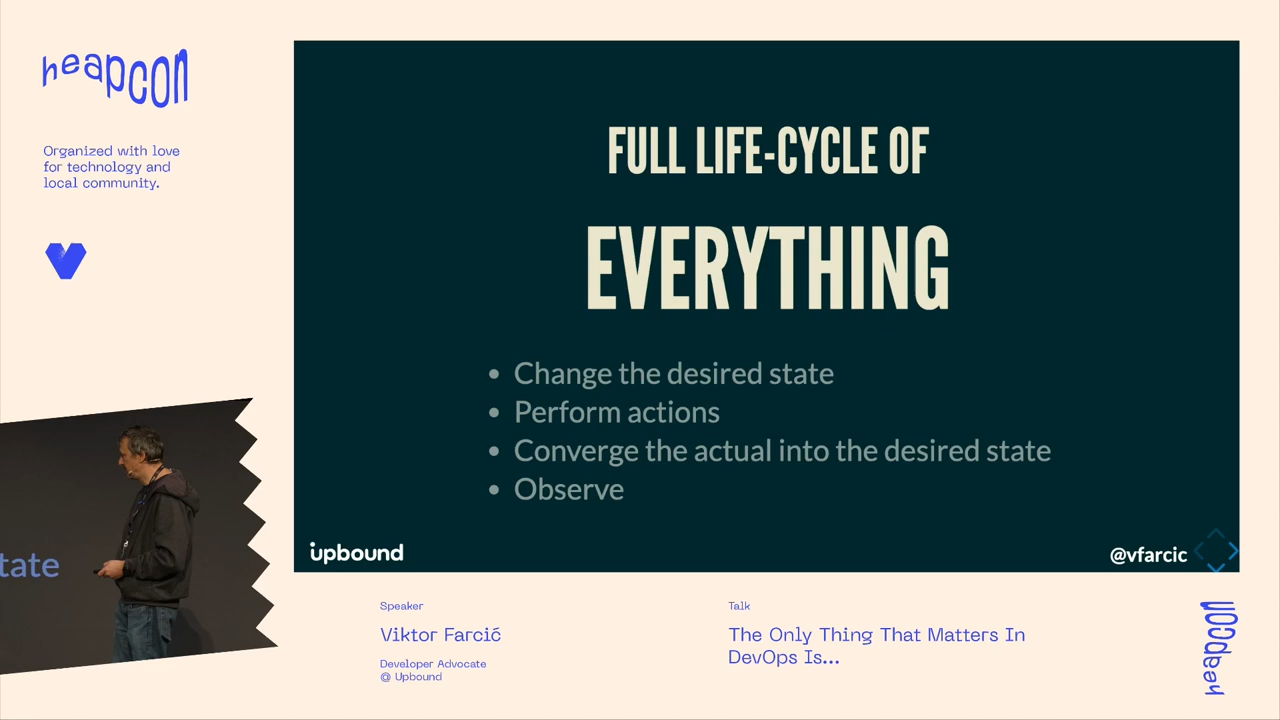 heapcon
Organized with love
for technology and
local community.
FULL LIFE-CYCLE OF
EVERYTHING
Change the desired state
Perform actions
Converge the actual into the desired state
Observe
upbound
@vfarcic
tate
Speaker
Viktor Farcić
Developer Advocate
@ Upbound
Talk
The Only Thing That Matters In
DevOps Is...
heapcon